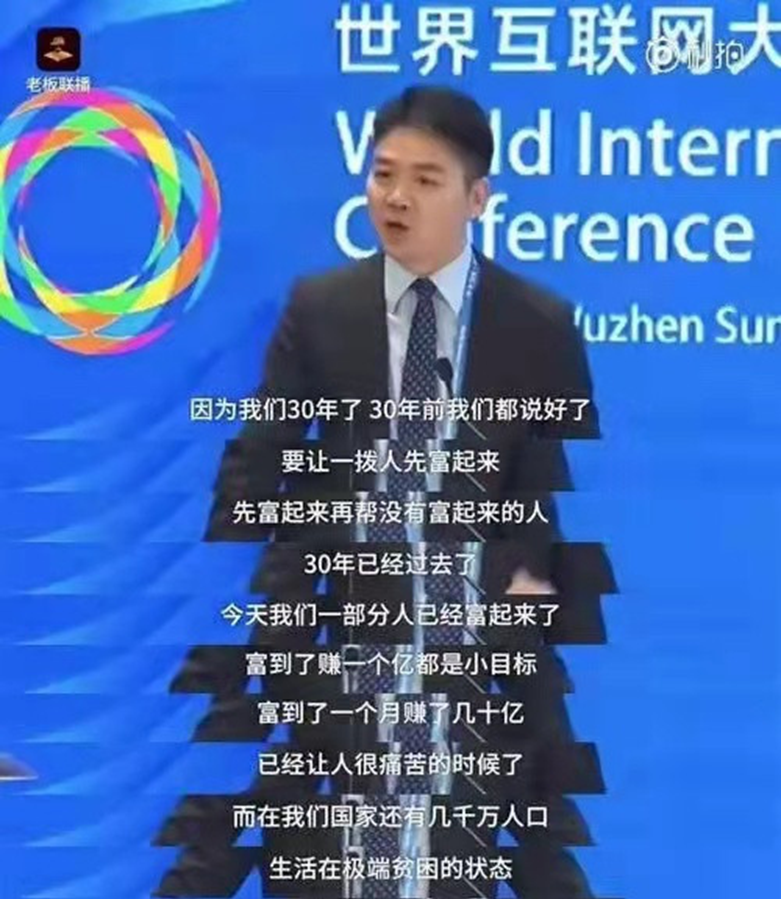 世界互联网大
秒拍
老板联播
World Intern
Conference
Wuzhen Sum
因为我们30年了 30年前我们都说好了
要让一拨人先富起来
先富起来再帮没有富起来的人
30年已经过去了
今天我们一部分人已经富起来了
富到了赚一个亿都是小目标
富到了一个月赚了几十亿
已经让人很痛苦的时候了
而在我们国家还有几千万人口
生活在极端贫困的状态